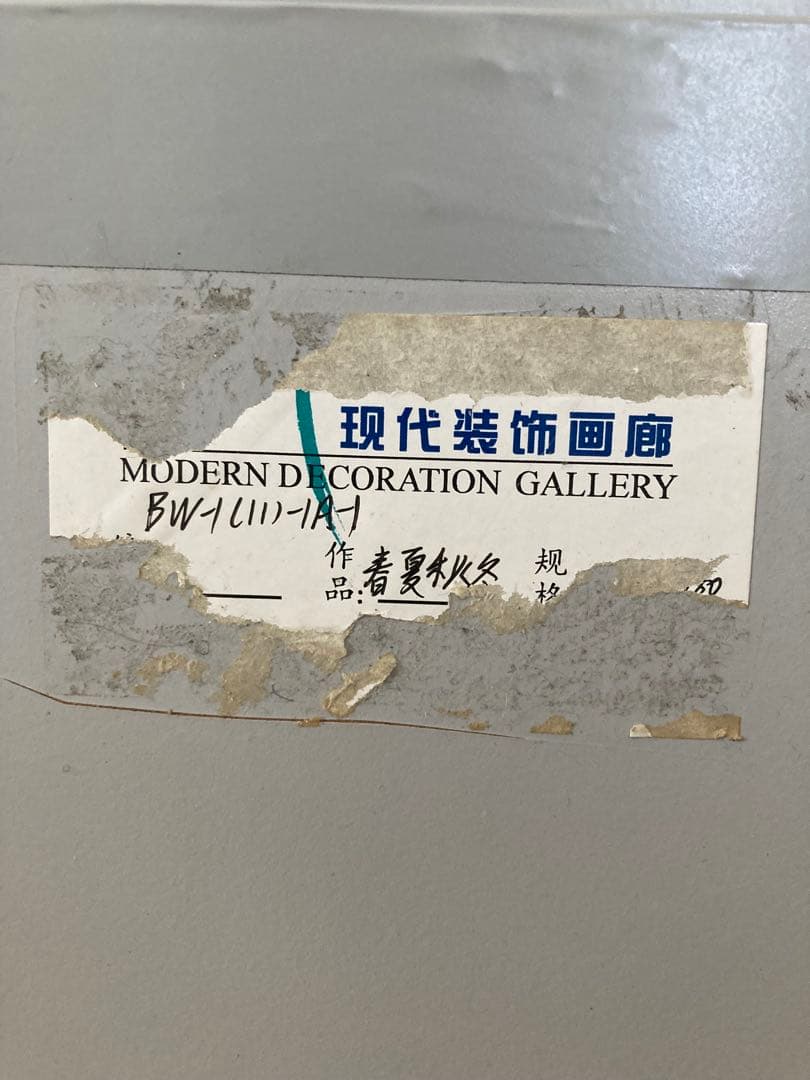 现代装饰画廊
MODERN DECORATION GALLERY
BW-1(11)-1A-1
作品: 春夏秋冬 规格